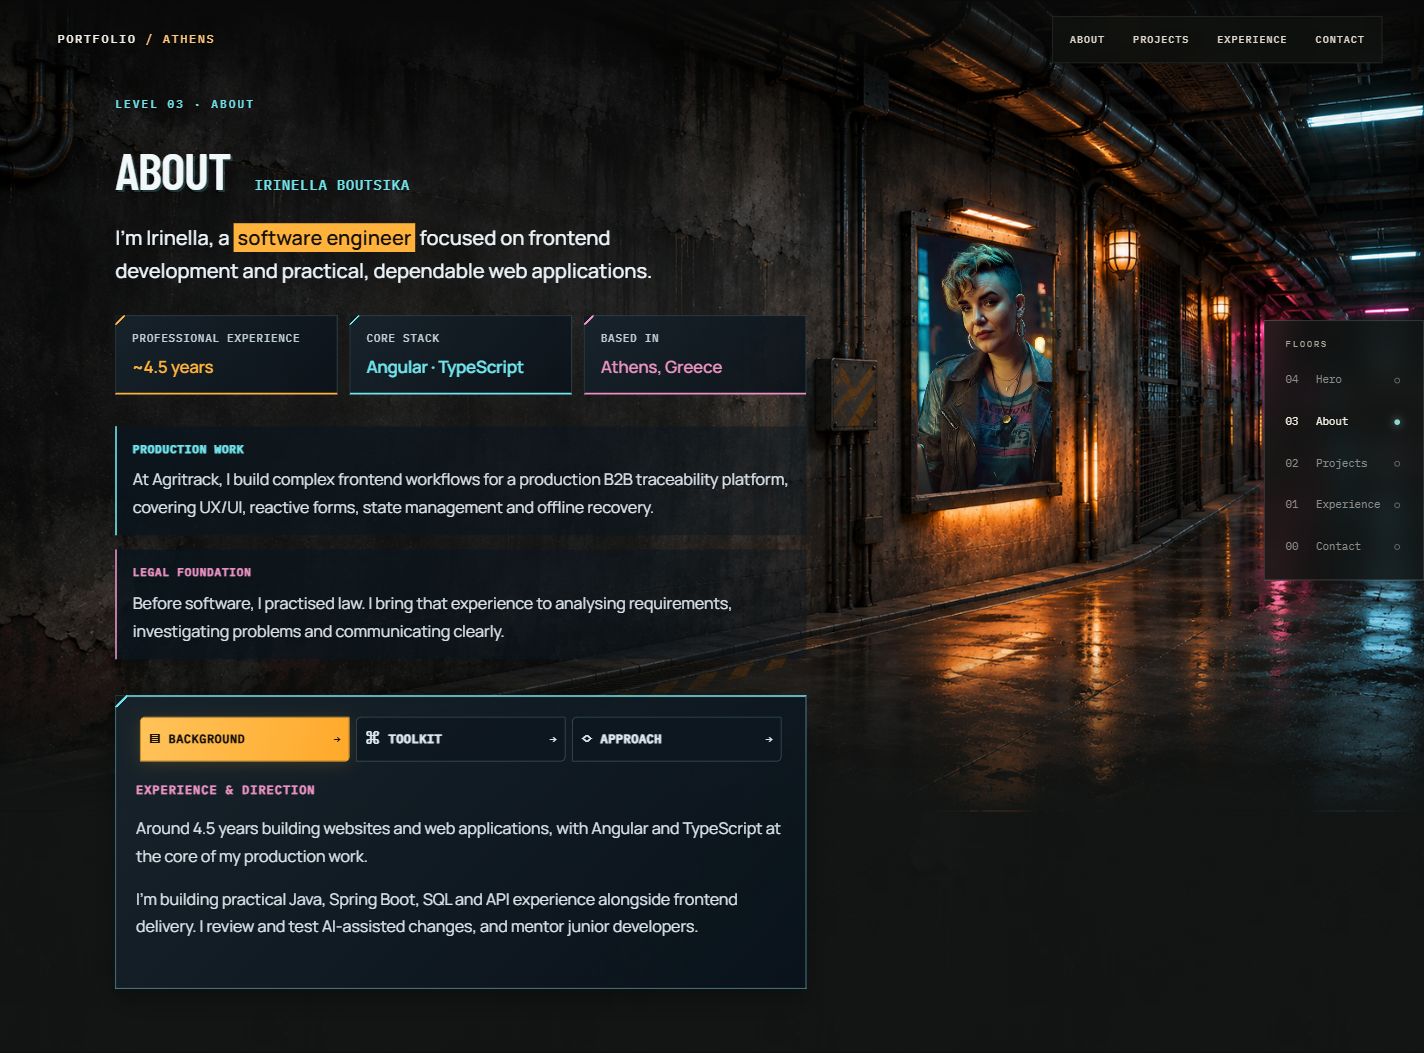 PORTFOLIO / ATHENS
ABOUT PROJECTS EXPERIENCE CONTACT
LEVEL 03 · ABOUT
ABOUT IRINELLA BOUTSIKA
I'm Irinella, a software engineer focused on frontend
development and practical, dependable web applications.
PROFESSIONAL EXPERIENCE
~4.5 years
CORE STACK
Angular · TypeScript
BASED IN
Athens, Greece
PRODUCTION WORK
At Agritrack, I build complex frontend workflows for a production B2B traceability platform,
covering UX/UI, reactive forms, state management and offline recovery.
LEGAL FOUNDATION
Before software, I practised law. I bring that experience to analysing requirements,
investigating problems and communicating clearly.
BACKGROUND →
⌘ TOOLKIT →
APPROACH →
EXPERIENCE & DIRECTION
Around 4.5 years building websites and web applications, with Angular and TypeScript at
the core of my production work.
I'm building practical Java, Spring Boot, SQL and API experience alongside frontend
delivery. I review and test AI-assisted changes, and mentor junior developers.
FLOORS
04 Hero
03 About
02 Projects
01 Experience
00 Contact